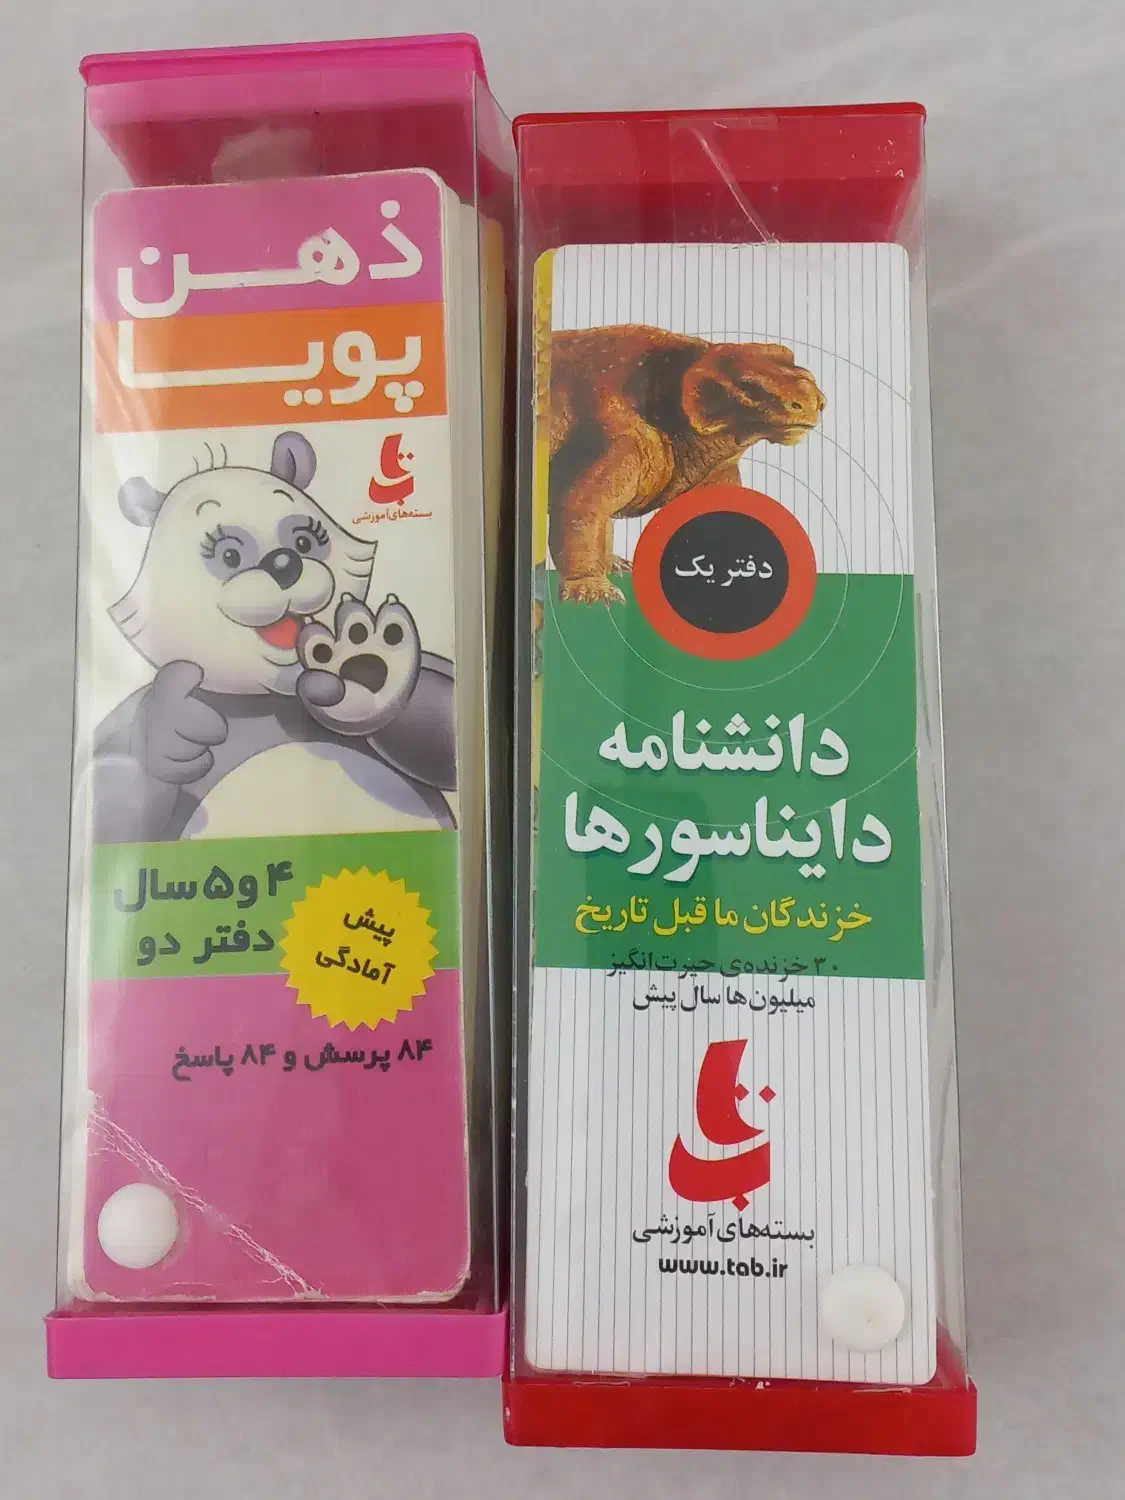 ذهن
پویا
تاب
بسته‌های آموزشی
۴ و ۵ سال
دفتر دو
پیش
آمادگی
۸۴ پرسش و ۸۴ پاسخ
دفتر یک
دانشنامه
دایناسورها
خزندگان ما قبل تاریخ
۳۰ خزنده‌ی حیرت‌انگیز
میلیون‌ها سال پیش
تاب
بسته‌های آموزشی
www.tab.ir